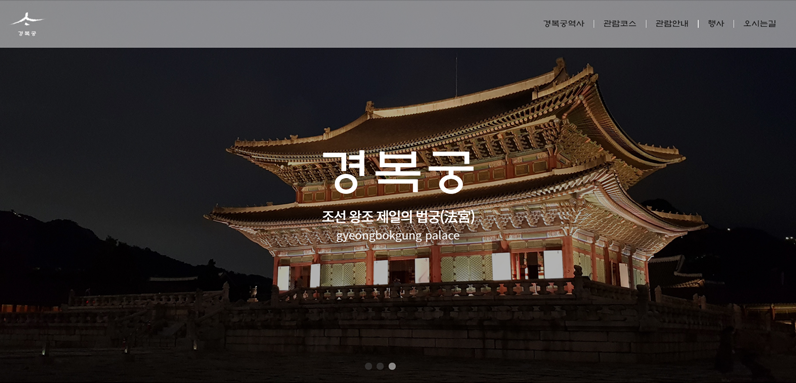 경복궁
경복궁역사
관람코스
관람안내
행사
오시는길
경복궁
조선 왕조 제일의 법궁(法宮)
gyeongbokgung palace